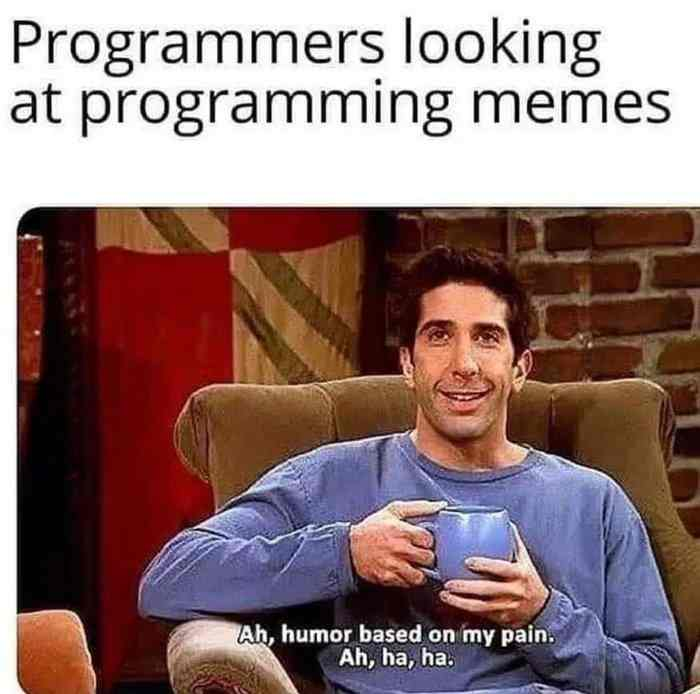 Programmers looking
at programming memes
Ah, humor based on my pain.
Ah, ha, ha.